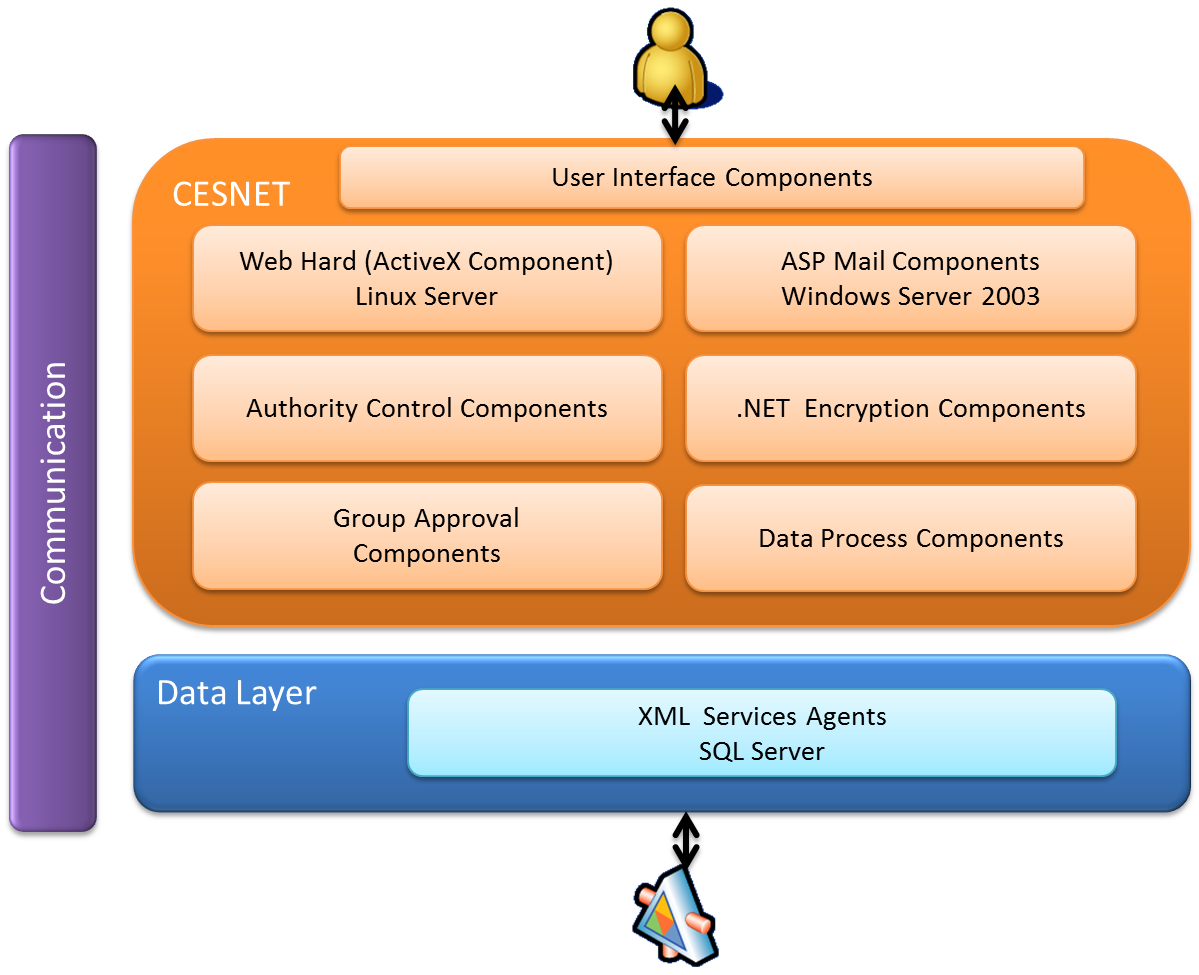 CESNET
User Interface Components
Web Hard (ActiveX Component)
Linux Server
ASP Mail Components
Windows Server 2003
Authority Control Components
.NET  Encryption Components
Group Approval
Components
Data Process Components
Communication
Data Layer
XML  Services Agents
SQL Server